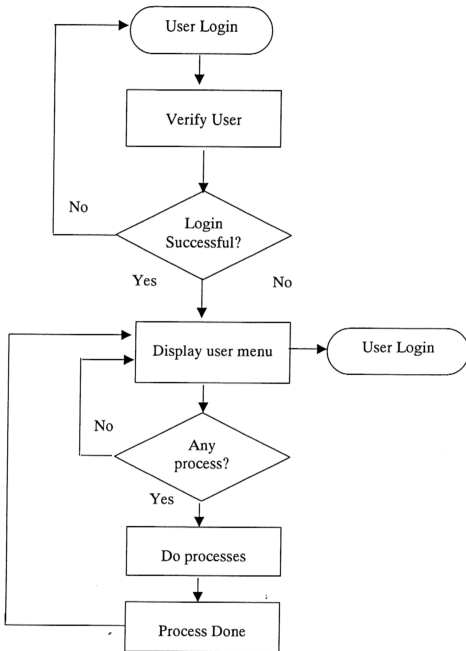 User Login
Verify User
No
Login
Successful?
Yes
No
Display user menu
User Login
No
Any
process?
Yes
Do processes
Process Done